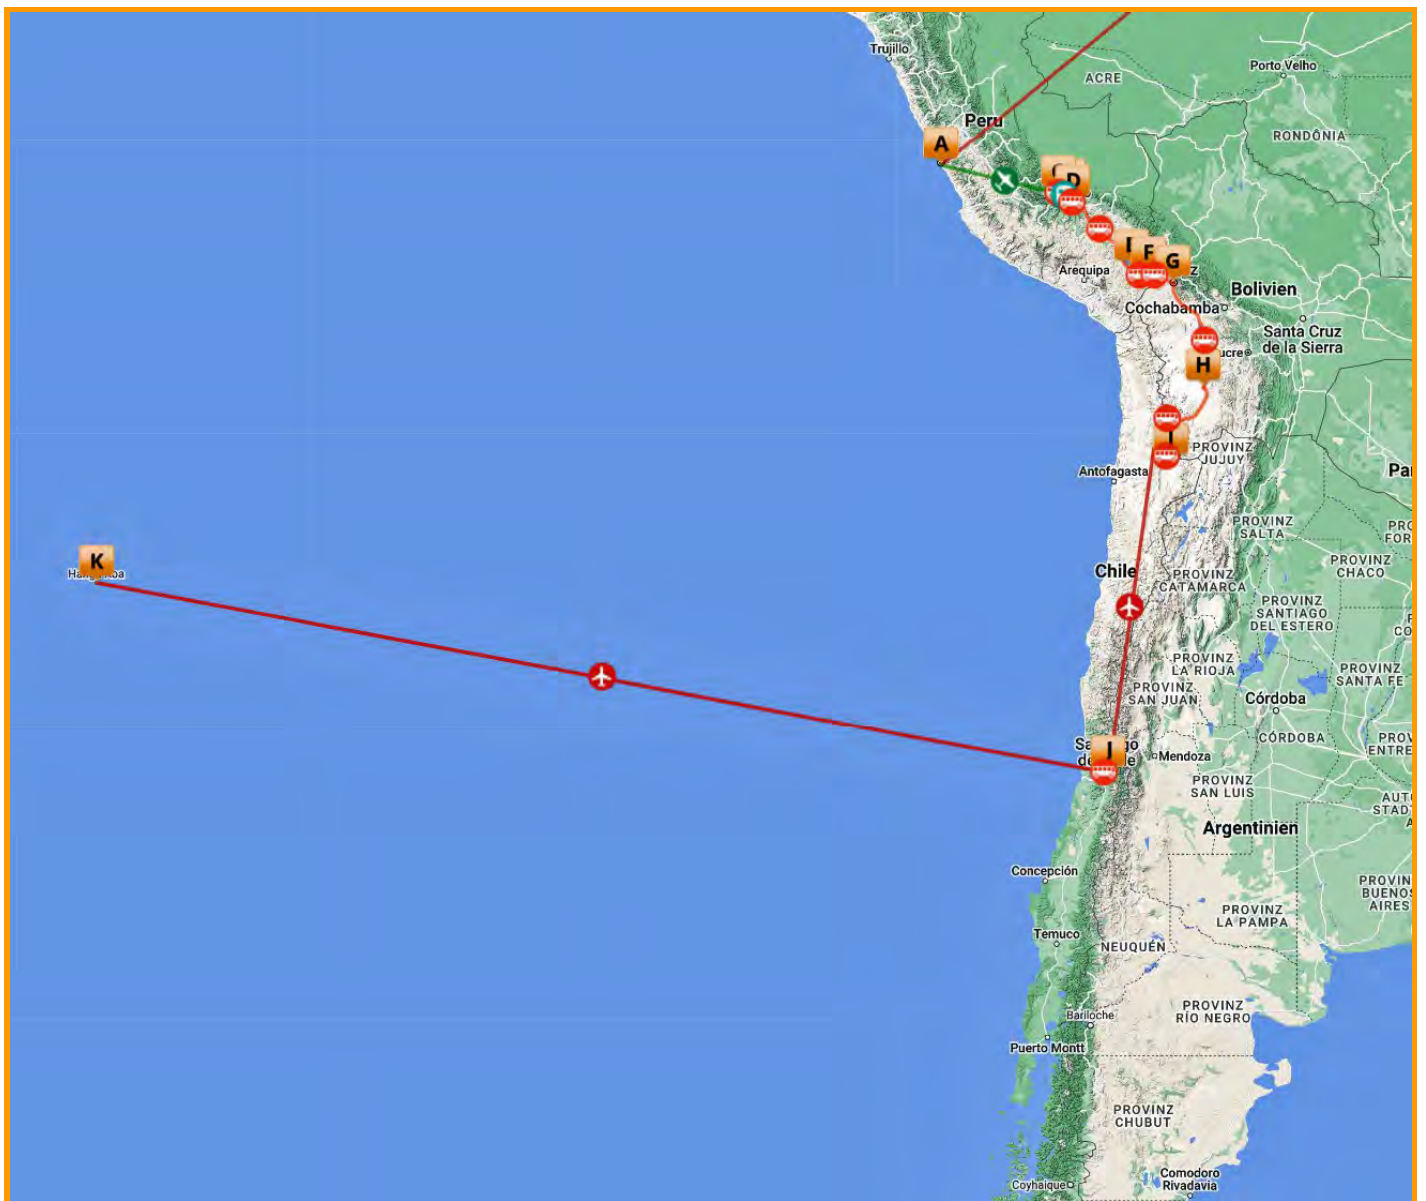 Trujillo
Porto Velho
ACRE
Peru
RONDÔNIA
A
D
F
G
Arequipa
Bolivien
Cochabamba
Santa Cruz
de la Sierra
H
PROVINZ
JUJUY
Antofagasta
PROVINZ
SALTA
K
Chile
PROVINZ
CATAMARCA
PROVINZ
CHACO
PROVINZ
SANTIAGO
DEL ESTERO
PROVINZ
LA RIOJA
PROVINZ
SANTA FE
PROVINZ
SAN JUAN
Córdoba
J
CÓRDOBA
Mendoza
PROVINZ
SAN LUIS
Argentinien
Concepción
PROVINZ
LA PAMPA
Temuco
NEUQUÉN
PROVINZ
RÍO NEGRO
Bariloche
Puerto Montt
PROVINZ
CHUBUT
Comodoro
Rivadavia
Coyhaique